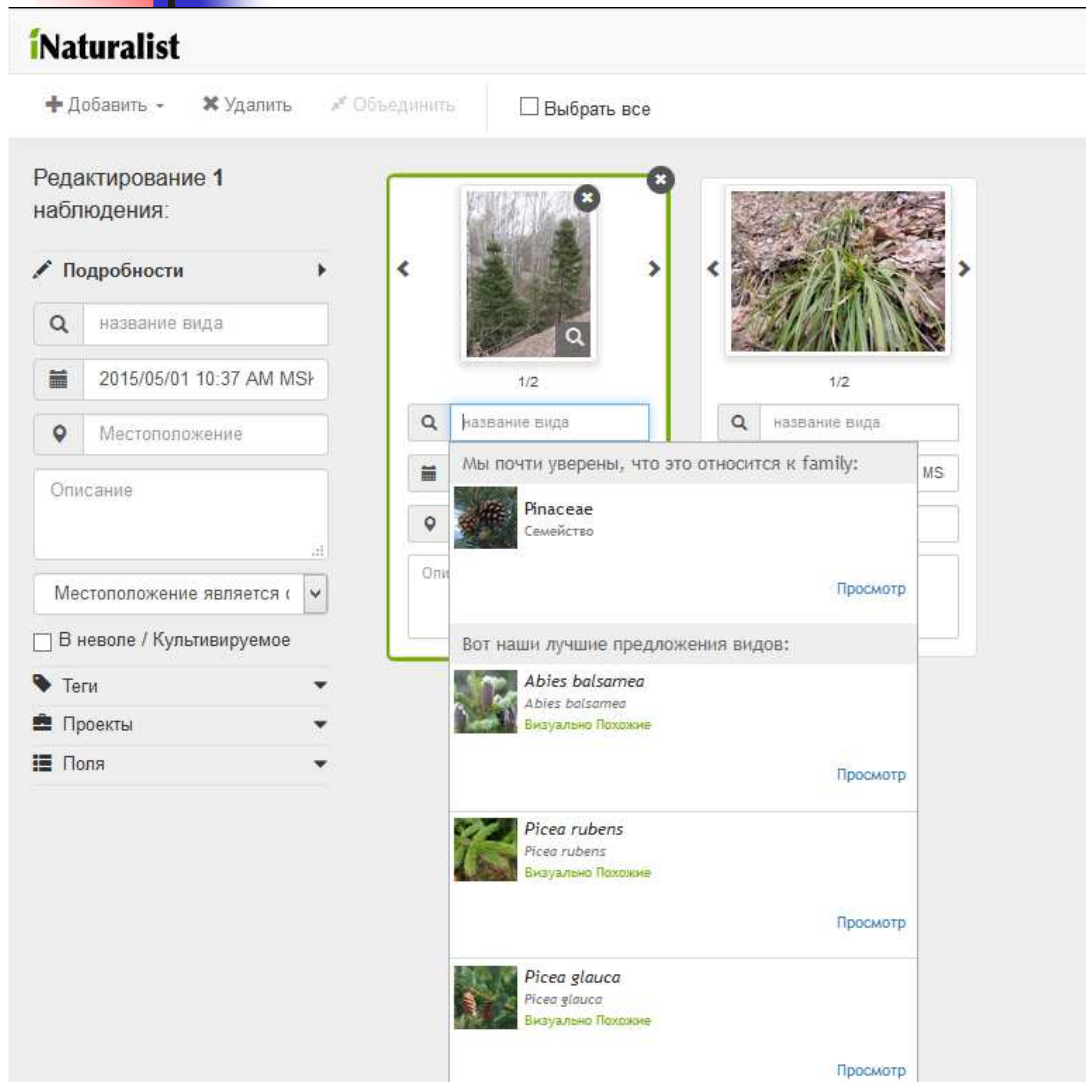 iNaturalist
Добавить
Удалить
Объединить
Выбрать все
Редактирование 1
наблюдения:
Подробности
название вида
2015/05/01 10:37 AM MSK
Местоположение
Описание
Местоположение является
В неволе / Культивируемое
Теги
Проекты
Поля
1/2
название вида
Мы почти уверены, что это относится к family:
Pinaceae
Семейство
Просмотр
Вот наши лучшие предложения видов:
Abies balsamea
Abies balsamea
Визуально Похожие
Просмотр
Picea rubens
Picea rubens
Визуально Похожие
Просмотр
Picea glauca
Picea glauca
Визуально Похожие
Просмотр
Опи
1/2
название вида
MS